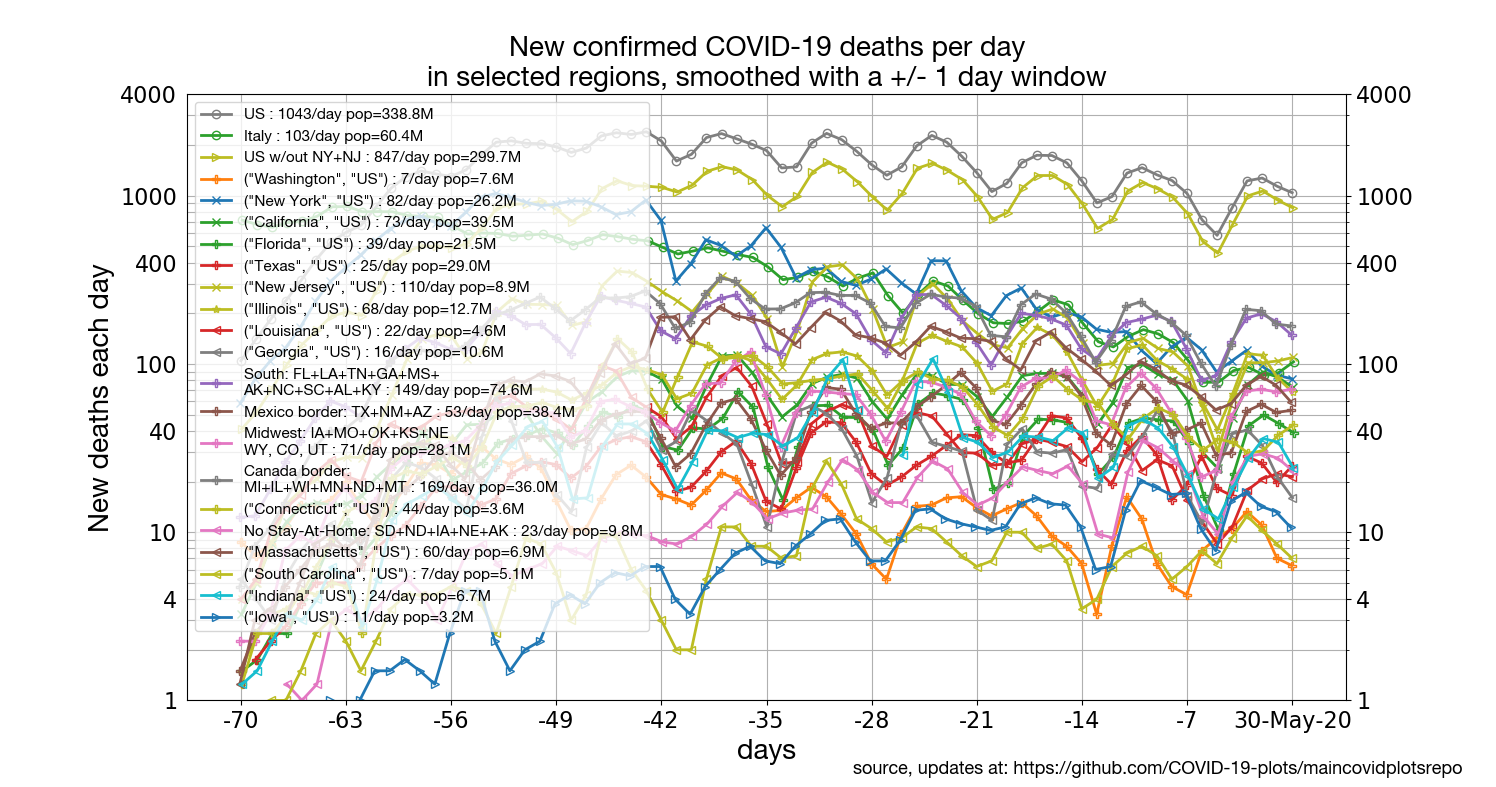 New confirmed COVID-19 deaths per day
in selected regions, smoothed with a +/- 1 day window
New deaths each day
4000
1000
400
100
40
10
4
1
US : 1043/day pop=338.8M
Italy : 103/day pop=60.4M
US w/out NY+NJ : 847/day pop=299.7M
("Washington", "US") : 7/day pop=7.6M
("New York", "US") : 82/day pop=26.2M
("California", "US") : 73/day pop=39.5M
("Florida", "US") : 39/day pop=21.5M
("Texas", "US") : 25/day pop=29.0M
("New Jersey", "US") : 110/day pop=8.9M
("Illinois", "US") : 68/day pop=12.7M
("Louisiana", "US") : 22/day pop=4.6M
("Georgia", "US") : 16/day pop=10.6M
South: FL+LA+TN+GA+MS+
AK+NC+SC+AL+KY : 149/day pop=74.6M
Mexico border: TX+NM+AZ : 53/day pop=38.4M
Midwest: IA+MO+OK+KS+NE
WY, CO, UT : 71/day pop=28.1M
Canada border:
MI+IL+WI+MN+ND+MT : 169/day pop=36.0M
("Connecticut", "US") : 44/day pop=3.6M
No Stay-At-Home: SD+ND+IA+NE+AK : 23/day pop=9.8M
("Massachusetts", "US") : 60/day pop=6.9M
("South Carolina", "US") : 7/day pop=5.1M
("Indiana", "US") : 24/day pop=6.7M
("Iowa", "US") : 11/day pop=3.2M
4000
1000
400
100
40
10
4
1
-70 -63 -56 -49 -42 -35 -28 -21 -14 -7 30-May-20
days
source, updates at: https://github.com/COVID-19-plots/maincovidplotsrepo